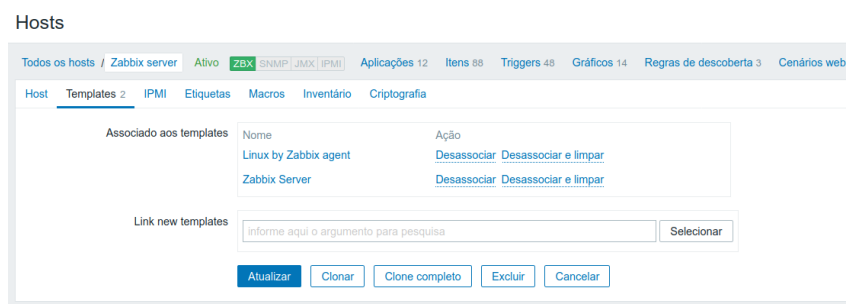 Hosts
Todos os hosts / Zabbix server Ativo ZBX SNMP JMX IPMI Aplicações 12 Itens 88 Triggers 48 Gráficos 14 Regras de descoberta 3 Cenários web
Host Templates 2 IPMI Etiquetas Macros Inventário Criptografia
Associado aos templates Nome Ação
Linux by Zabbix agent Desassociar Desassociar e limpar
Zabbix Server Desassociar Desassociar e limpar
Link new templates informe aqui o argumento para pesquisa Selecionar
Atualizar Clonar Clone completo Excluir Cancelar